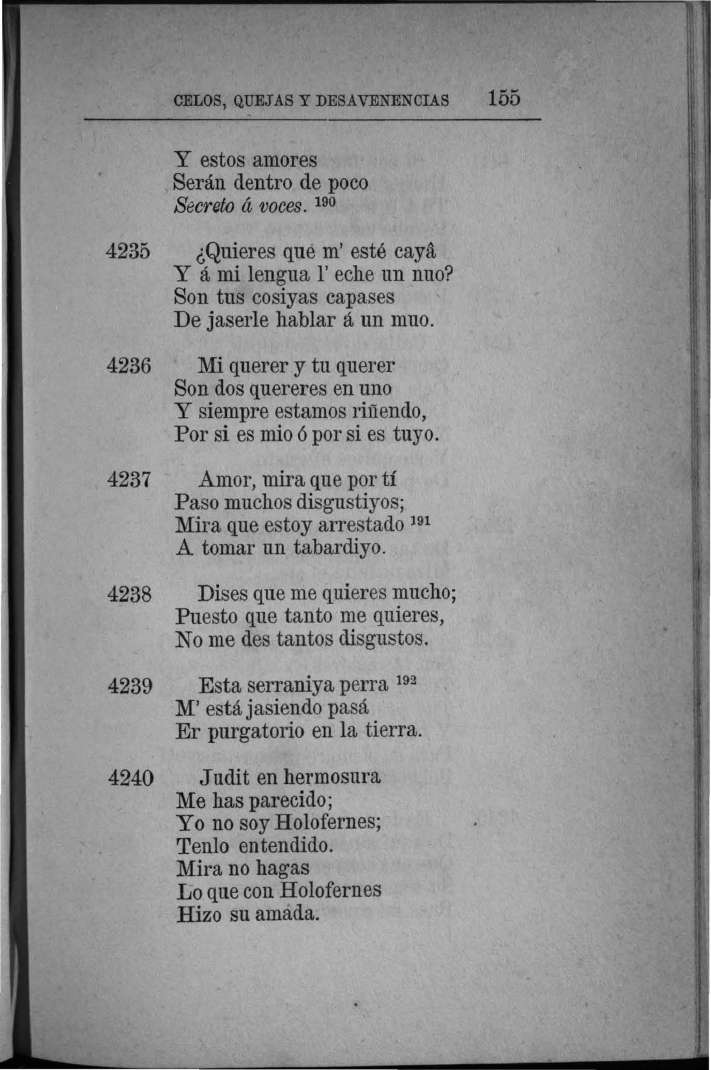 CELOS, QUEJAS Y DESAVENENCIAS 155
Y estos amores
Serán dentro de poco
Secreto á voces. 190
4235 ¿Quieres que m' esté cayâ
Y á mi lengua l' eche un nuo?
Son tus cosiyas capases
De jaserle hablar á un muo.
4236 Mi querer y tu querer
Son dos quereres en uno
Y siempre estamos riñendo,
Por si es mio ó por si es tuyo.
4237 Amor, mira que por tí
Paso muchos disgustiyos;
Mira que estoy arrestado 191
A tomar un tabardiyo.
4238 Dises que me quieres mucho;
Puesto que tanto me quieres,
No me des tantos disgustos.
4239 Esta serraniya perra 192
M' está jasiendo pasá
Er purgatorio en la tierra.
4240 Judit en hermosura
Me has parecido;
Yo no soy Holofernes;
Tenlo entendido.
Mira no hagas
Lo que con Holofernes
Hizo su amada.